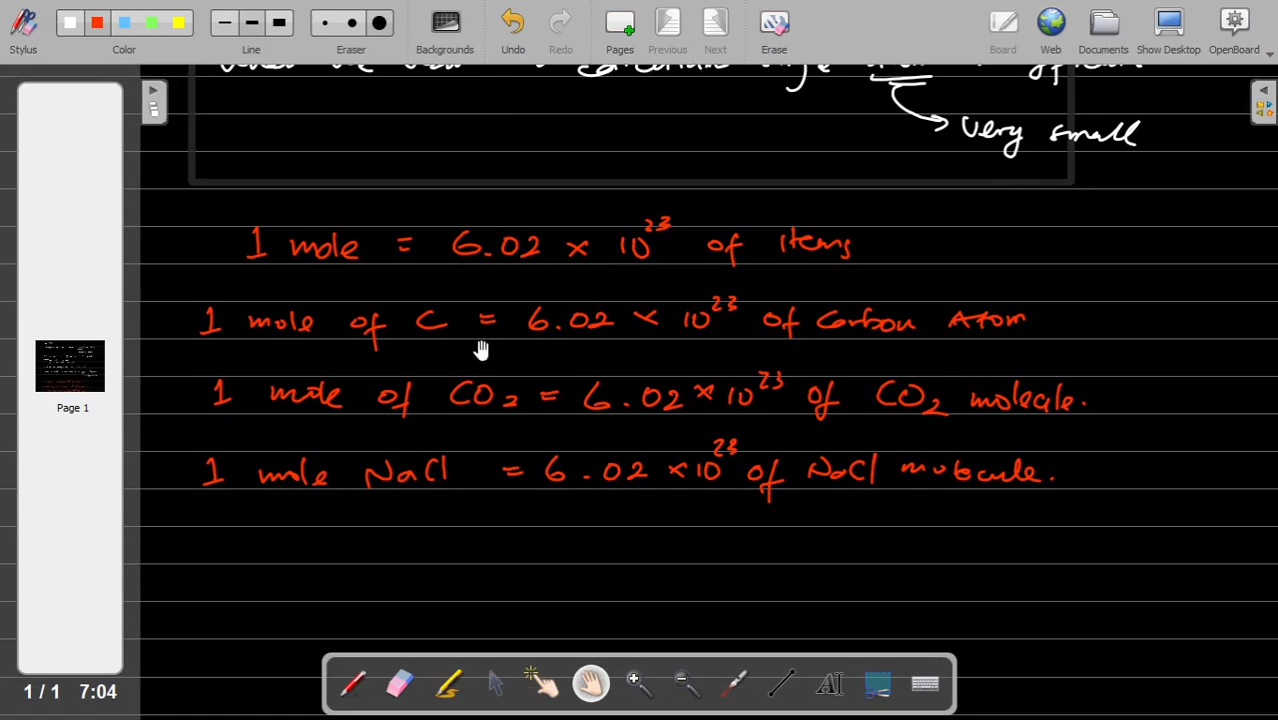 Stylus Color Line Eraser Backgrounds Undo Redo Pages Previous Next Erase Board Web Documents Show Desktop OpenBoard
single
very small
1 mole = 6.02 × 10²³ of items
1 mole of C = 6.02 × 10²³ of Carbon Atom
1 mole of CO₂ = 6.02 × 10²³ of CO₂ molecule.
1 mole NaCl = 6.02 × 10²³ of NaCl molecule.
Page 1
1 / 1 7:04